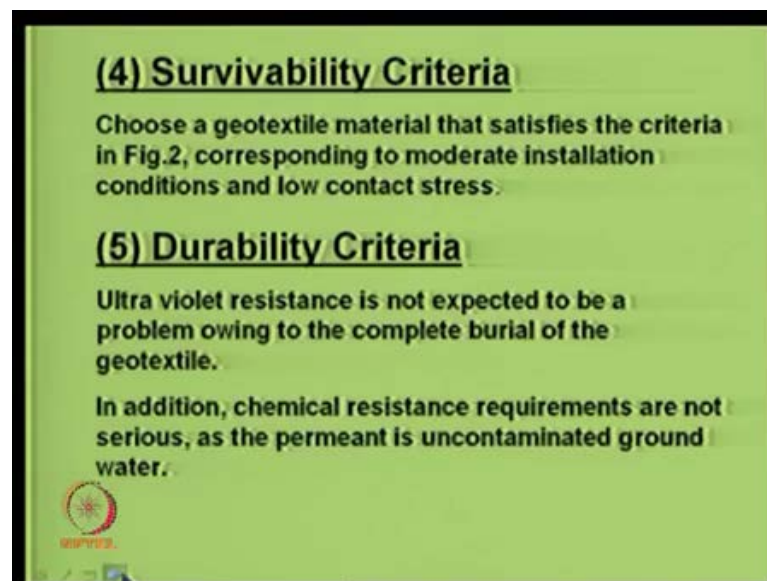 (4) Survivability Criteria
Choose a geotextile material that satisfies the criteria
in Fig.2, corresponding to moderate installation
conditions and low contact stress.
(5) Durability Criteria
Ultra violet resistance is not expected to be a
problem owing to the complete burial of the
geotextile.
In addition, chemical resistance requirements are not
serious, as the permeant is uncontaminated ground
water.
NPTEL